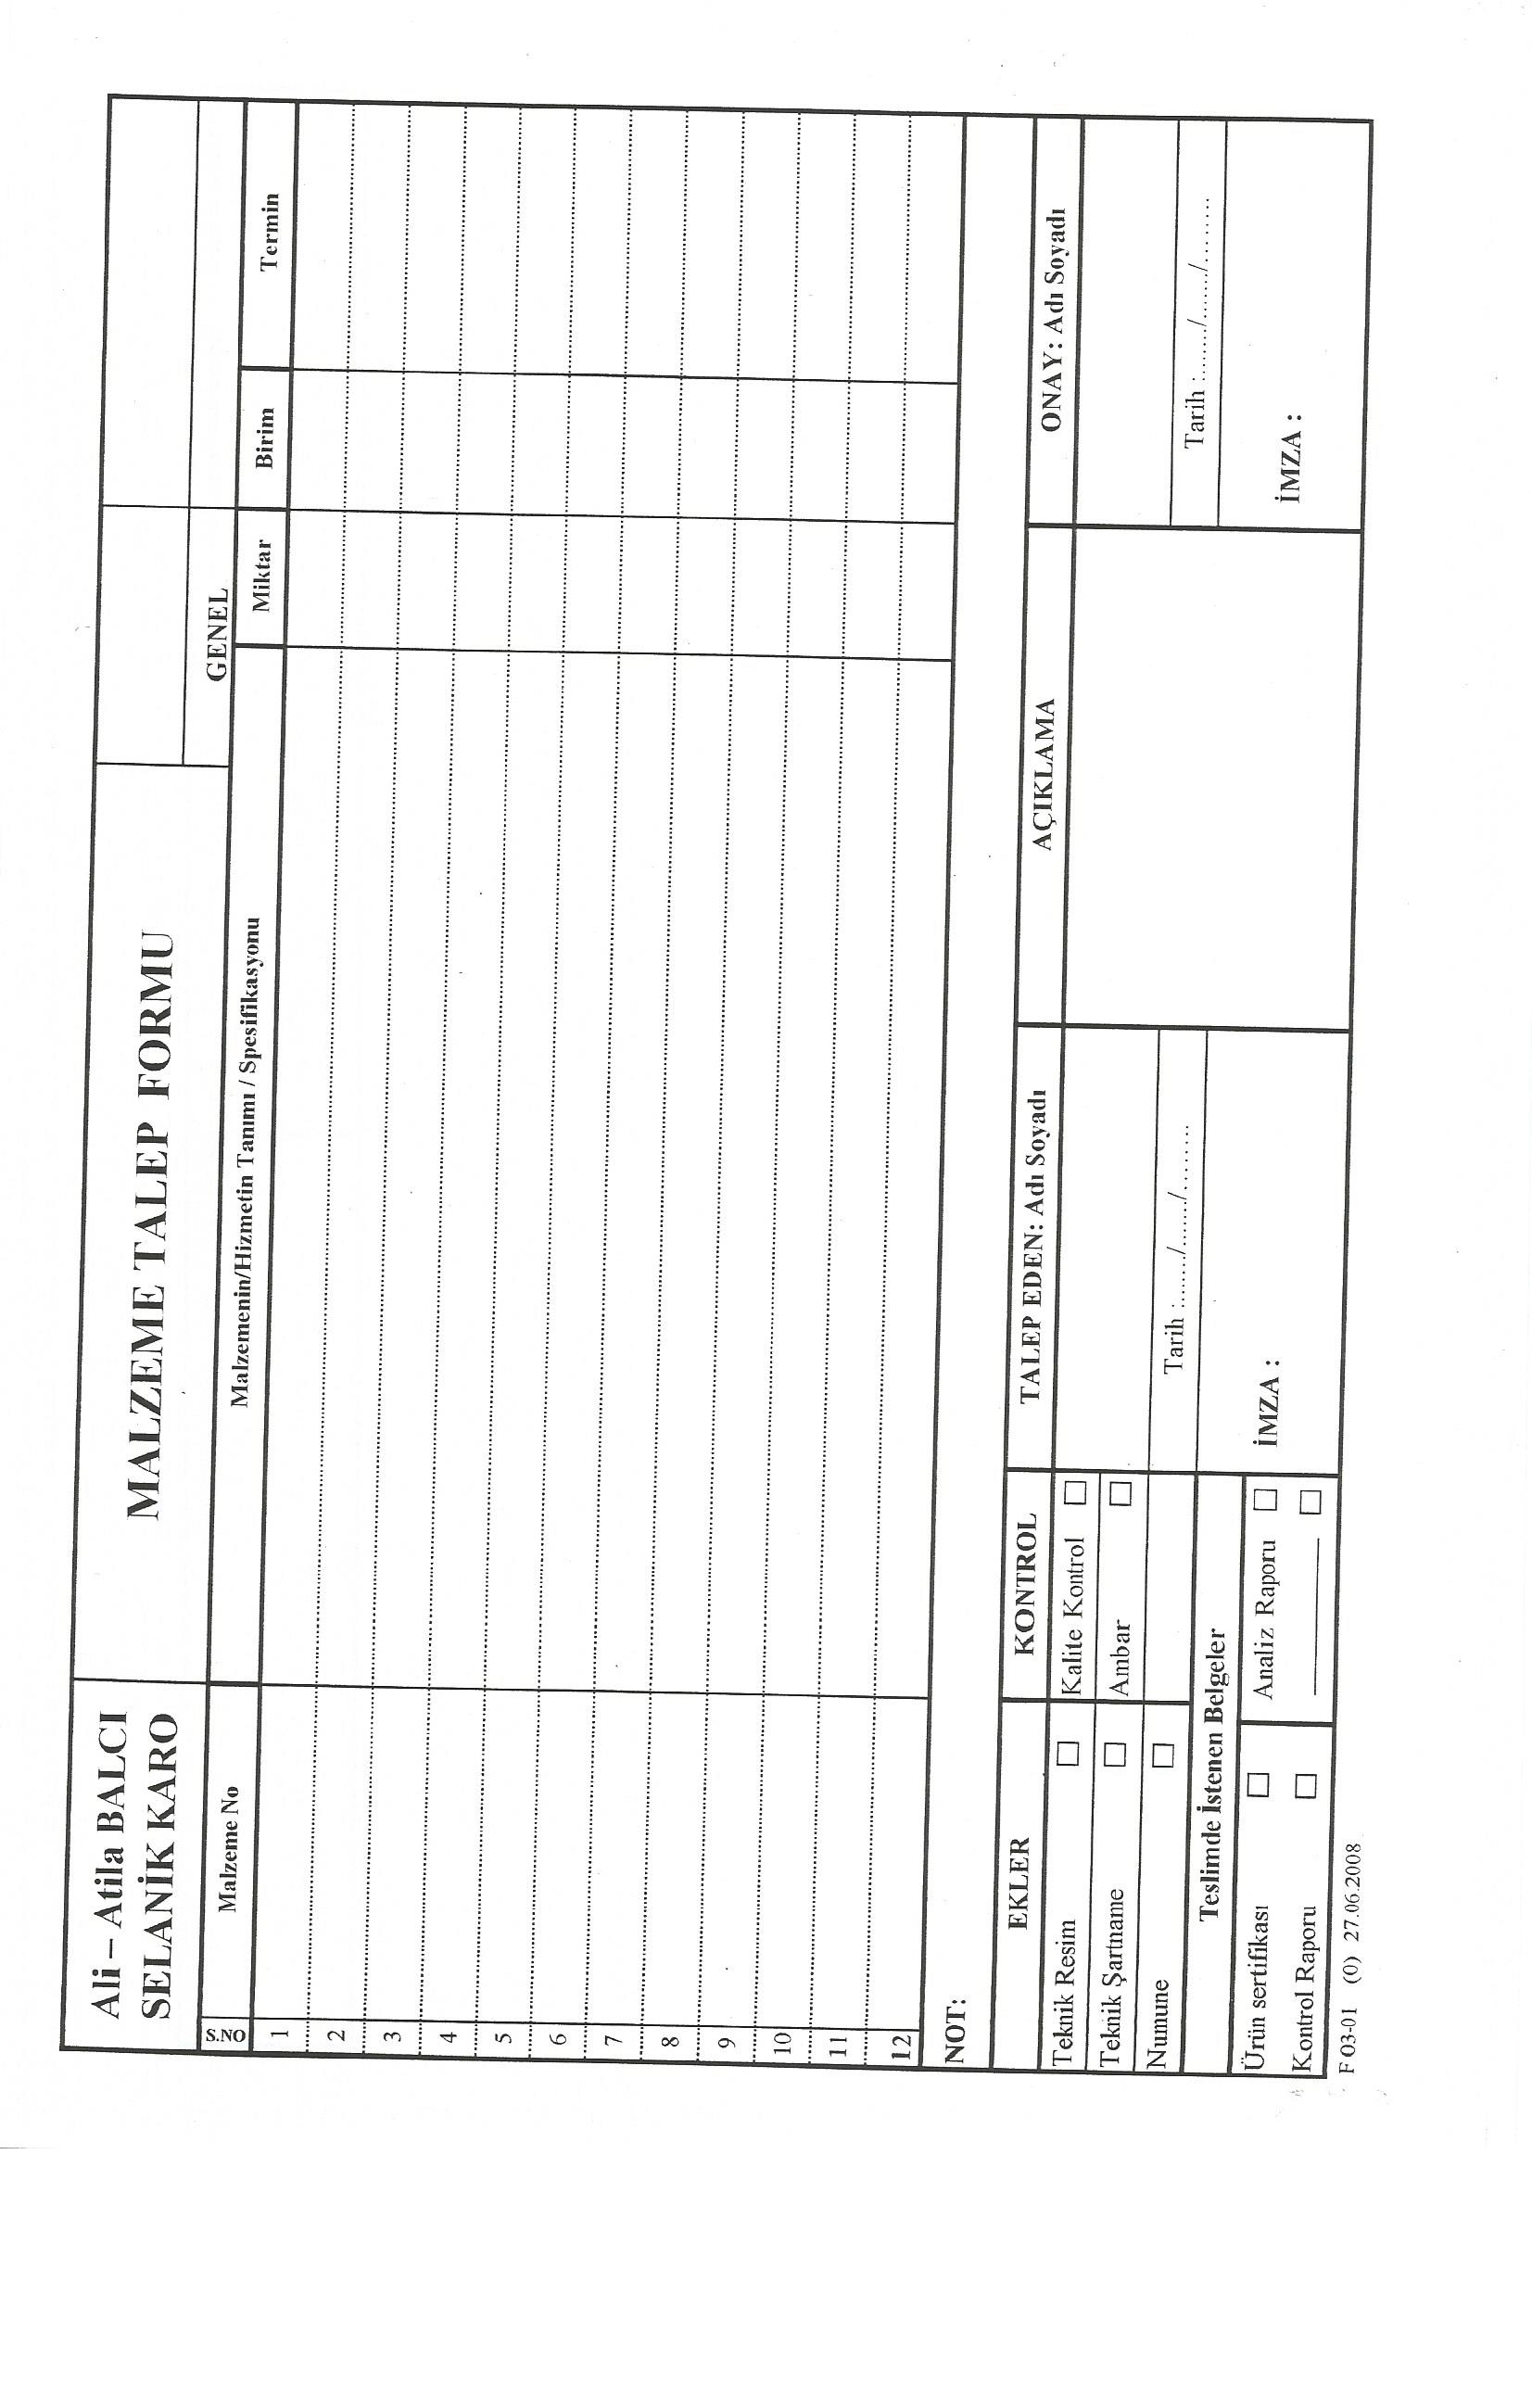 Ali – Atila BALCI
SELANİK KARO
MALZEME TALEP FORMU
GENEL
S.NO
Malzeme No
Malzemenin/Hizmetin Tanımı / Spesifikasyonu
Miktar
Birim
Termin
1
2
3
4
5
6
7
8
9
10
11
12
NOT:
EKLER
KONTROL
TALEP EDEN: Adı Soyadı
AÇIKLAMA
ONAY: Adı Soyadı
Teknik Resim ☐
Kalite Kontrol ☐
Teknik Şartname ☐
Ambar ☐
Numune ☐
Tarih :......./......./........
Tarih :......./......./........
Teslimde İstenen Belgeler
Ürün sertifikası ☐
Analiz Raporu ☐
İMZA :
İMZA :
Kontrol Raporu ☐
____________ ☐
F 03-01 (0) 27.06.2008